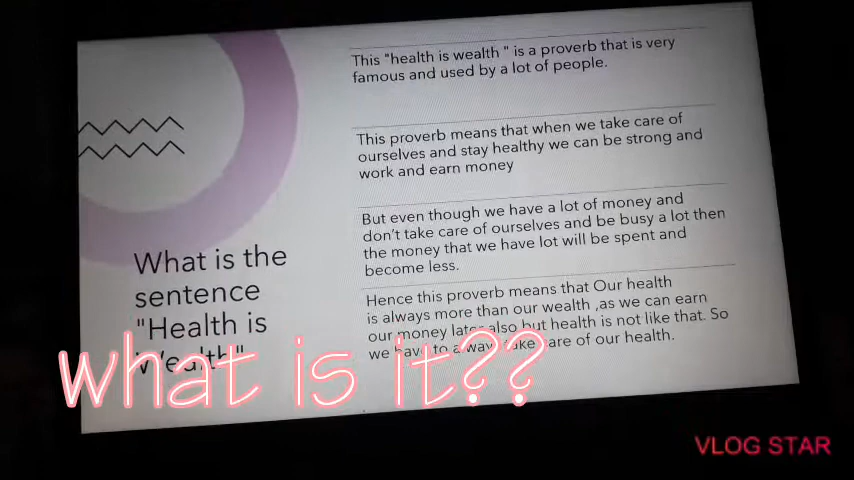 This "health is wealth " is a proverb that is very
famous and used by a lot of people.
This proverb means that when we take care of
ourselves and stay healthy we can be strong and
work and earn money
But even though we have a lot of money and
don't take care of ourselves and be busy a lot then
the money that we have lot will be spent and
become less.
Hence this proverb means that Our health
is always more than our wealth ,as we can earn
our money later also but health is not like that. So
we have to always take care of our health.
What is the
sentence
"Health is
Wealth"
what is it??
VLOG STAR